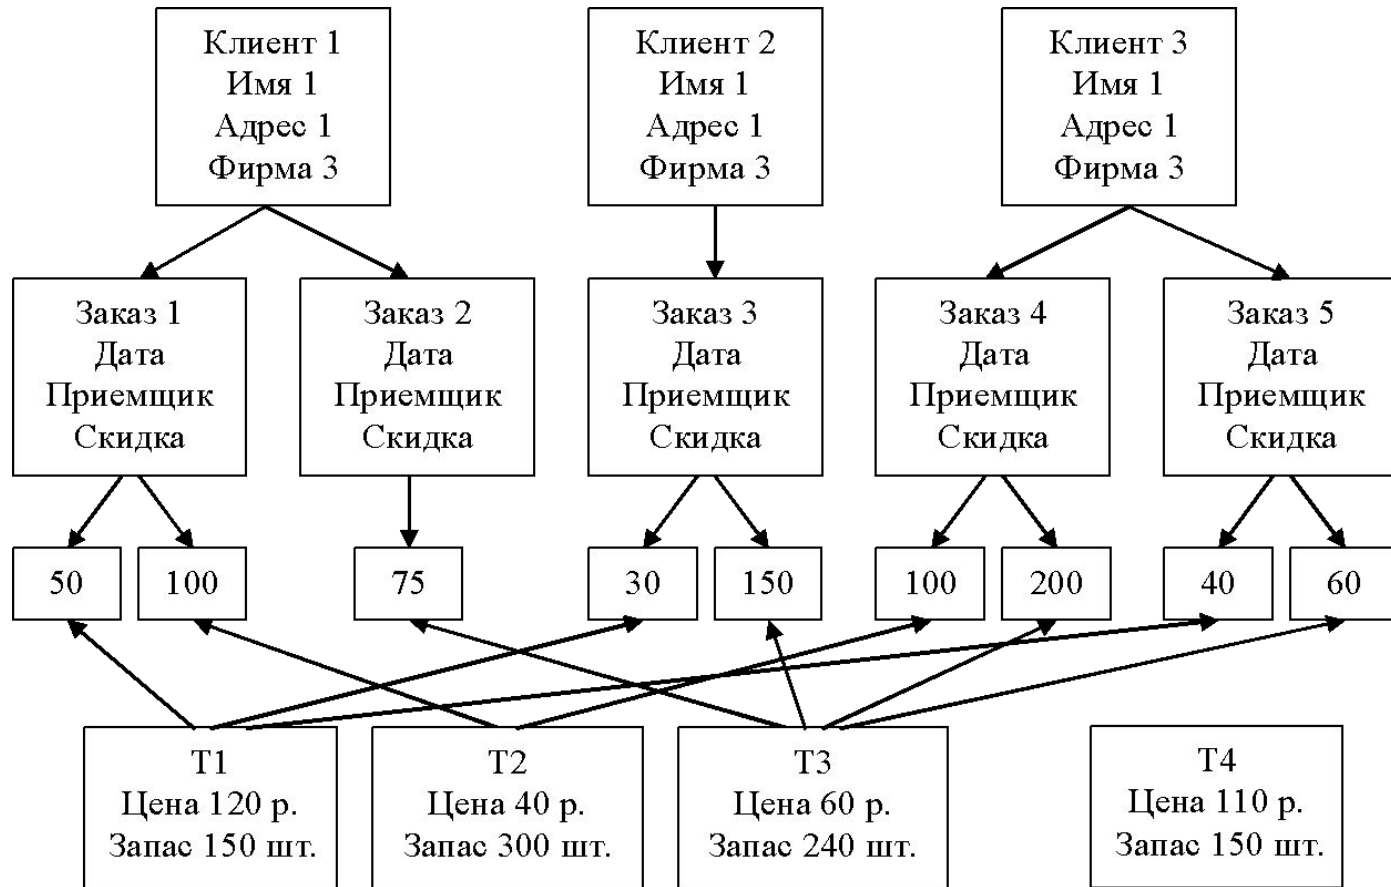 Клиент 1
Имя 1
Адрес 1
Фирма 3
Клиент 2
Имя 1
Адрес 1
Фирма 3
Клиент 3
Имя 1
Адрес 1
Фирма 3
Заказ 1
Дата
Приемщик
Скидка
Заказ 2
Дата
Приемщик
Скидка
Заказ 3
Дата
Приемщик
Скидка
Заказ 4
Дата
Приемщик
Скидка
Заказ 5
Дата
Приемщик
Скидка
50
100
75
30
150
100
200
40
60
Т1
Цена 120 р.
Запас 150 шт.
Т2
Цена 40 р.
Запас 300 шт.
Т3
Цена 60 р.
Запас 240 шт.
Т4
Цена 110 р.
Запас 150 шт.